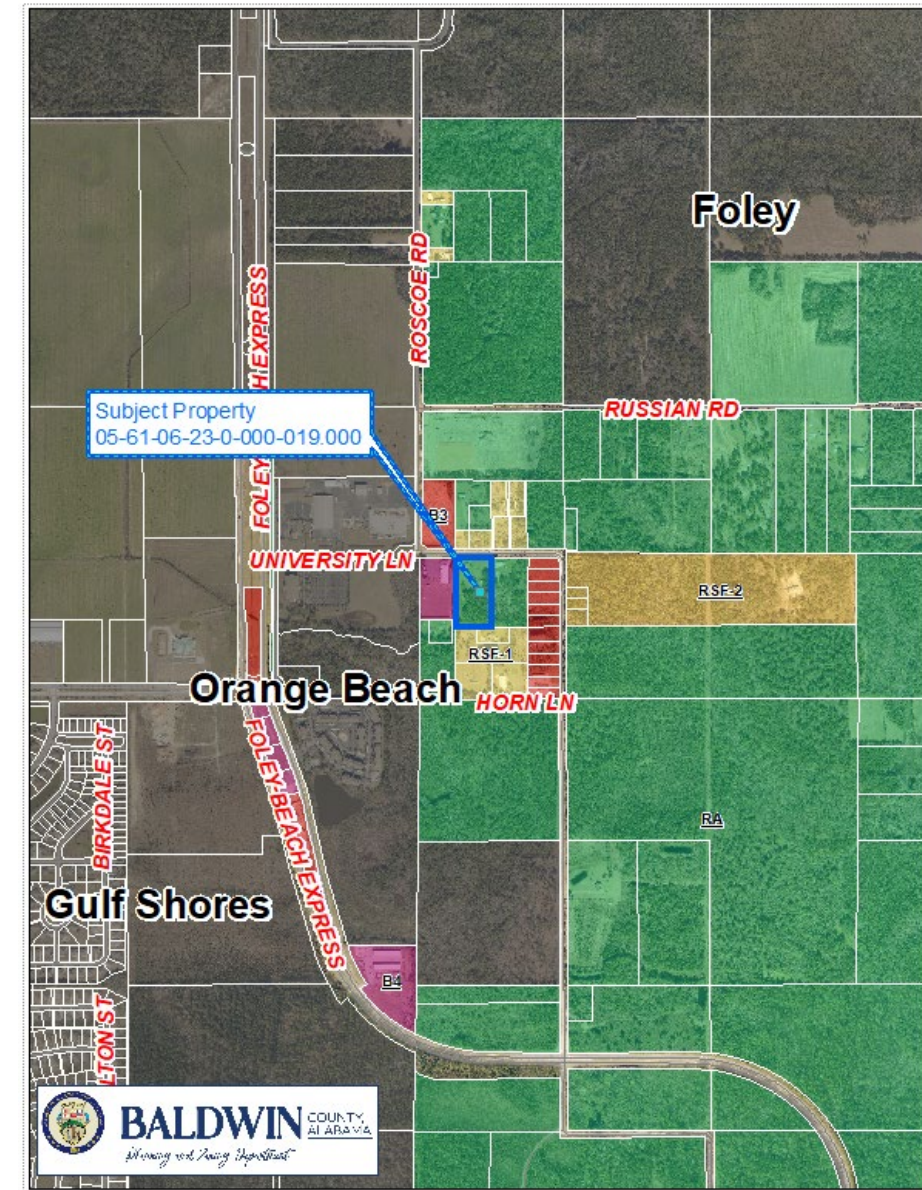 Foley
FOLEY
H EXPRESS
ROSCOE RD
RUSSIAN RD
Subject Property
05-61-06-23-0-000-019.000
B3
UNIVERSITY LN
RSF-2
RSF-1
Orange Beach
HORN LN
BIRKDALE ST
FOLEY-BEACH EXPRESS
RA
Gulf Shores
B4
LTON ST
BALDWIN COUNTY, ALABAMA
Planning and Zoning Department